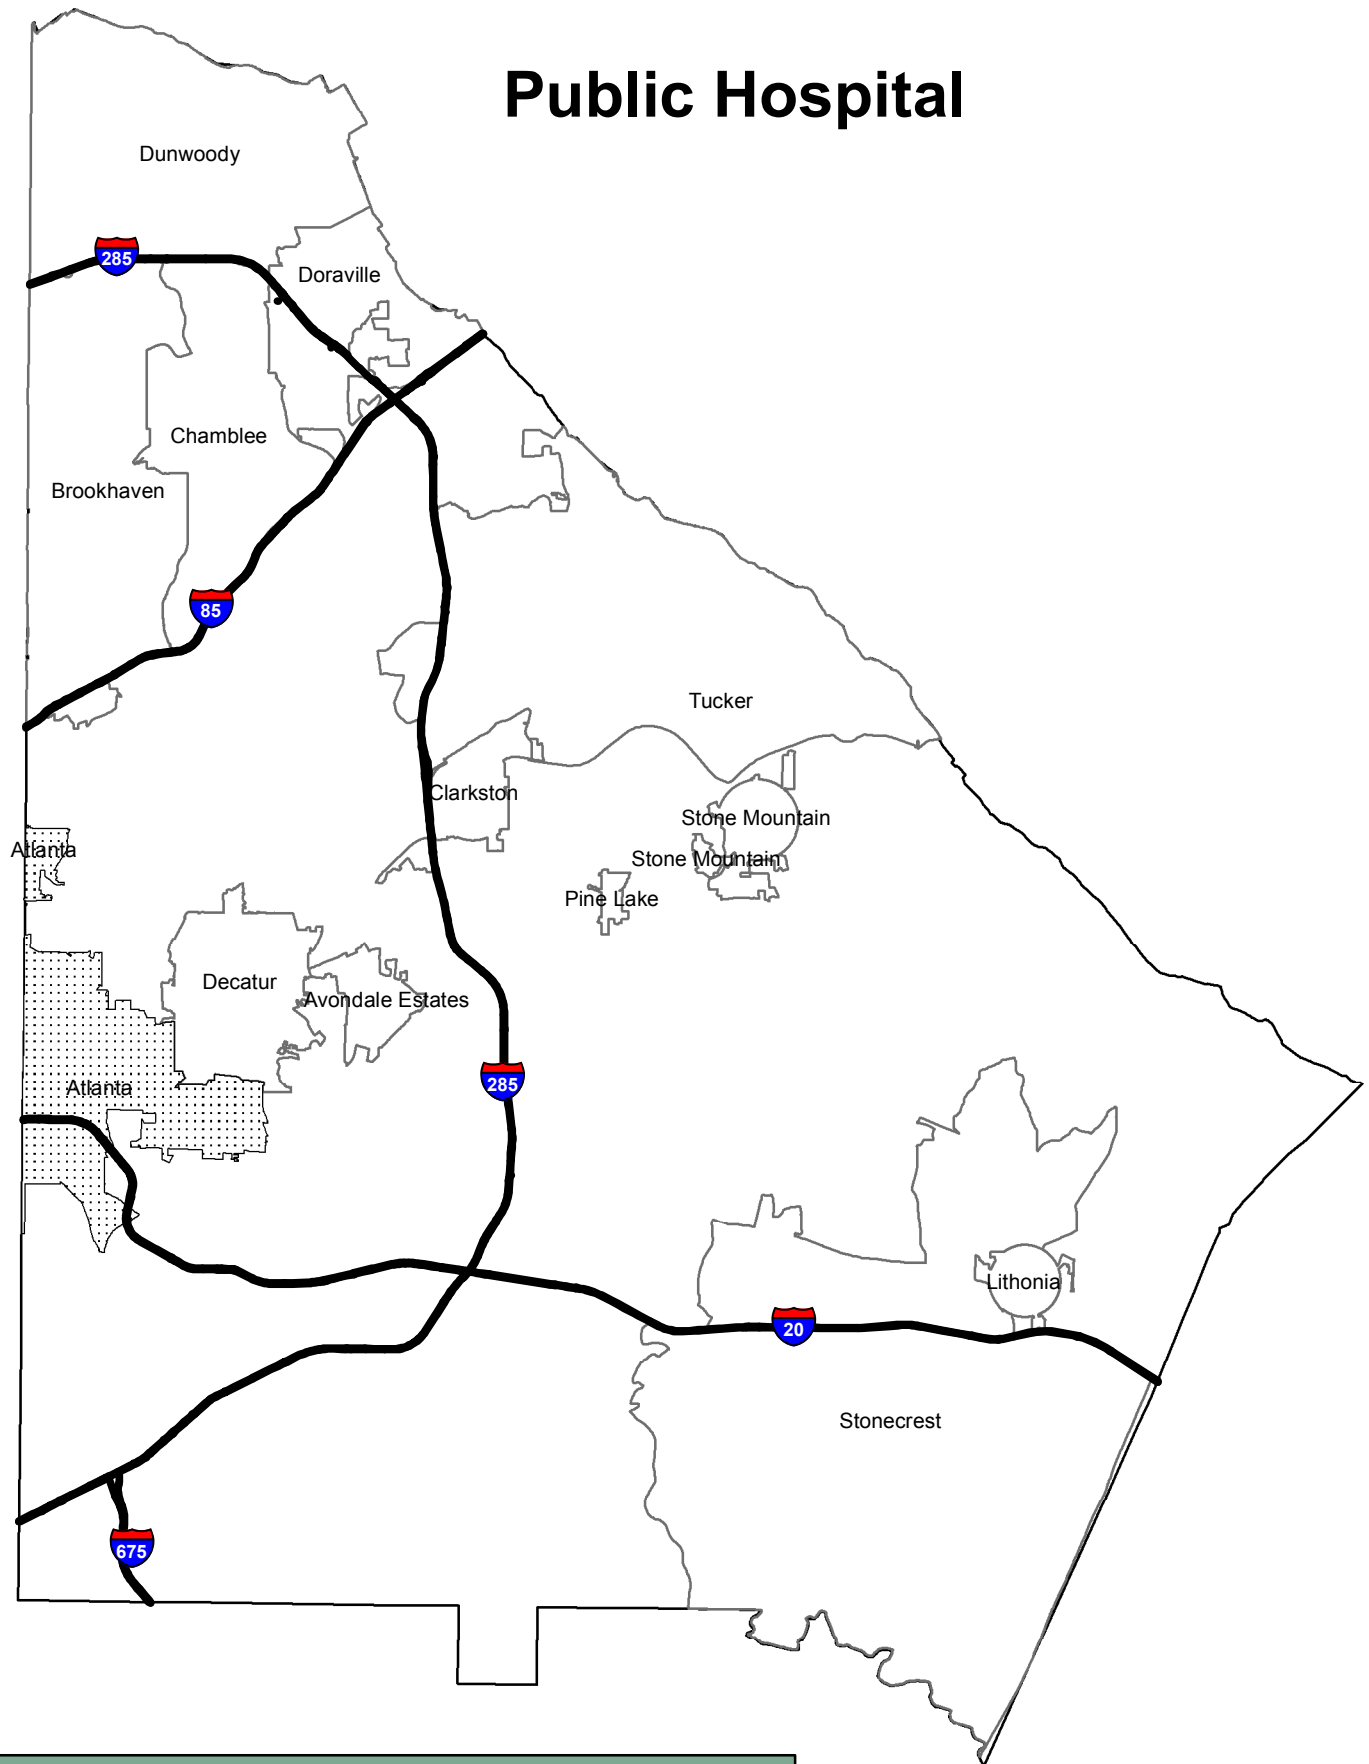 Public Hospital
Dunwoody
285
Doraville
Chamblee
Brookhaven
85
Tucker
Clarkston
Stone Mountain
Atlanta
Stone Mountain
Pine Lake
Decatur
Avondale Estates
285
Atlanta
Lithonia
20
Stonecrest
675